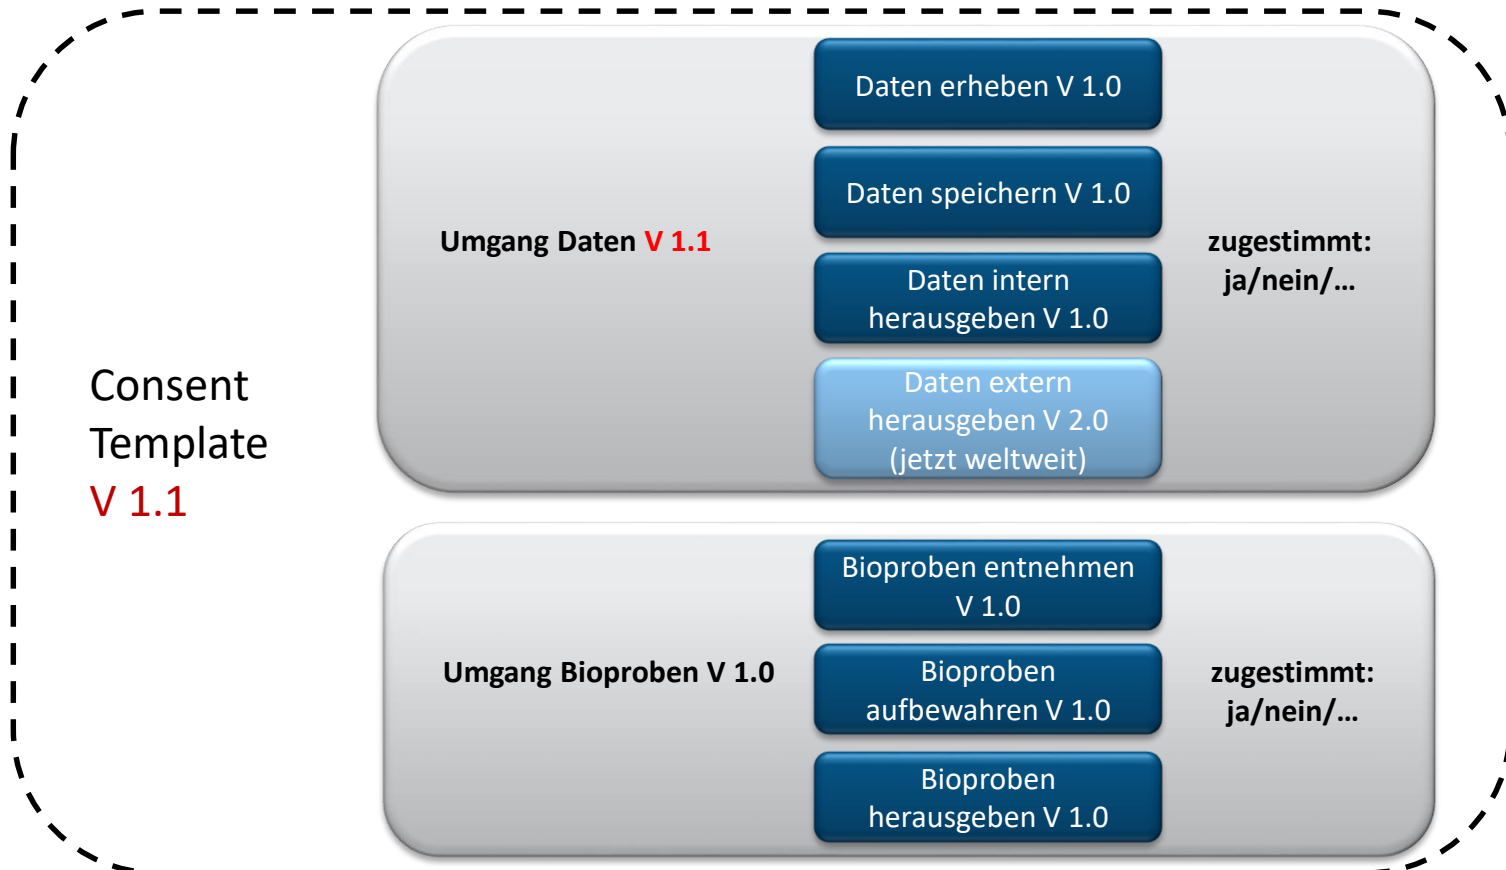 Consent
Template
V 1.1
Umgang Daten V 1.1
Daten erheben V 1.0
Daten speichern V 1.0
Daten intern
herausgeben V 1.0
Daten extern
herausgeben V 2.0
(jetzt weltweit)
zugestimmt:
ja/nein/…
Umgang Bioproben V 1.0
Bioproben entnehmen
V 1.0
Bioproben
aufbewahren V 1.0
Bioproben
herausgeben V 1.0
zugestimmt:
ja/nein/…